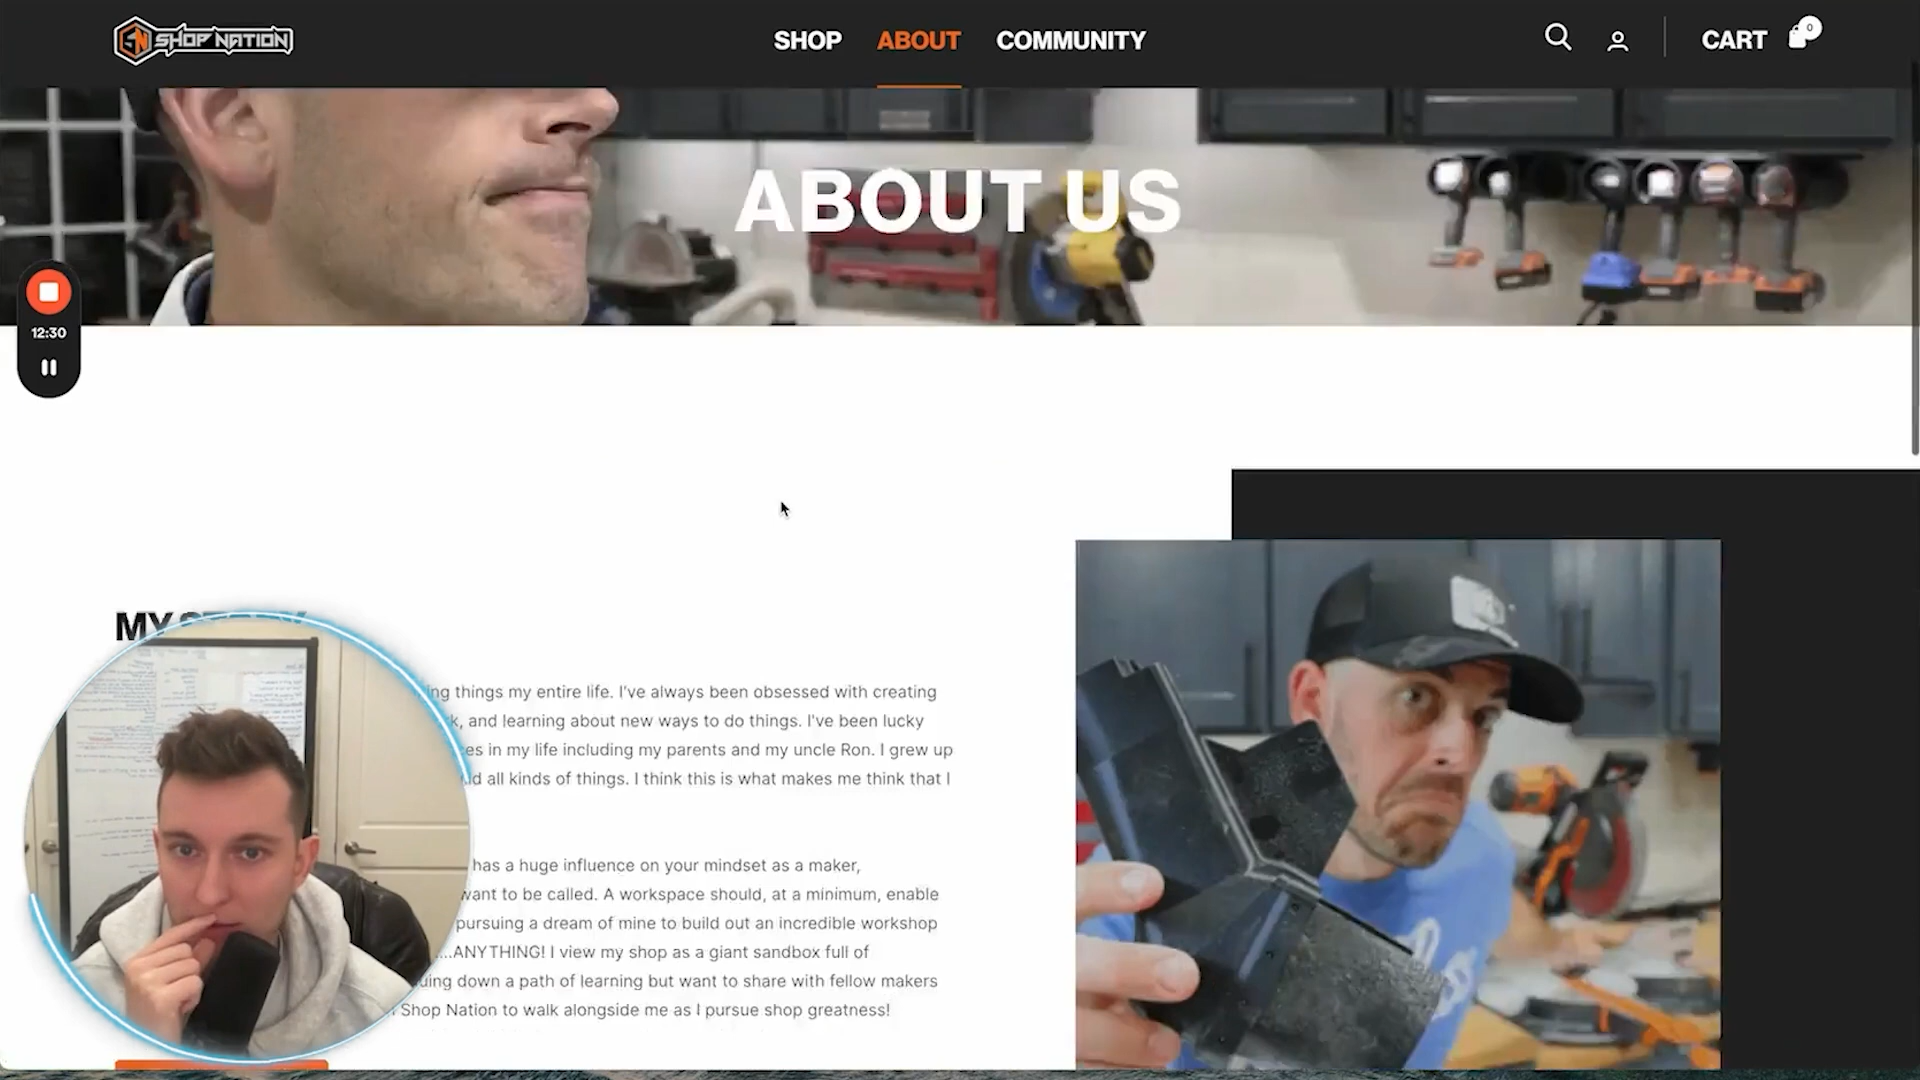 SN SHOP NATION
SHOP
ABOUT
COMMUNITY
CART
0
ABOUT US
12:30
MY STORY
ing things my entire life. I've always been obsessed with creating
k, and learning about new ways to do things. I've been lucky
ces in my life including my parents and my uncle Ron. I grew up
d all kinds of things. I think this is what makes me think that I
has a huge influence on your mindset as a maker,
want to be called. A workspace should, at a minimum, enable
pursuing a dream of mine to build out an incredible workshop
...ANYTHING! I view my shop as a giant sandbox full of
uing down a path of learning but want to share with fellow makers
Shop Nation to walk alongside me as I pursue shop greatness!